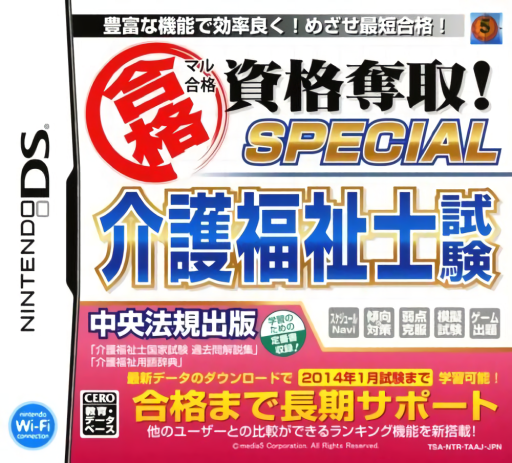 豊富な機能で効率良く！めざせ最短合格！
5
合格
マル合格
資格奪取！
SPECIAL
介護福祉士試験
NINTENDO DS
中央法規出版
学習のための定番書収録！
「介護福祉士国家試験 過去問解説集」
「介護福祉用語辞典」
スケジュールNavi
傾向対策
弱点克服
模擬試験
ゲーム出題
最新データのダウンロードで 2014年1月試験まで 学習可能！
合格まで長期サポート
他のユーザーとの比較ができるランキング機能を新搭載！
CERO
教育・データベース
nintendo
Wi-Fi
connection
©media5 Corporation. All Rights Reserved.
TSA-NTR-TAAJ-JPN